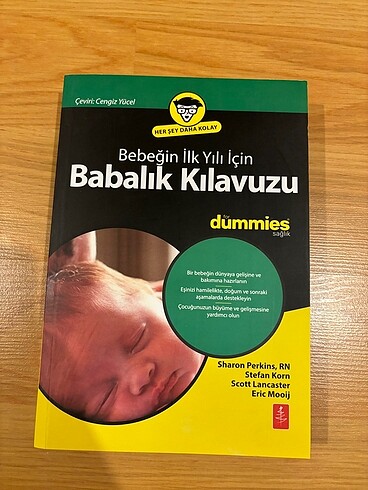 Çeviri: Cengiz Yücel
HER ŞEY DAHA KOLAY
Bebeğin İlk Yılı İçin
Babalık Kılavuzu
for
dummies
sağlık
Bir bebeğin dünyaya gelişine ve
bakımına hazırlanın
Eşinizi hamilelikte, doğum ve sonraki
aşamalarda destekleyin
Çocuğunuzun büyüme ve gelişmesine
yardımcı olun
Sharon Perkins, RN
Stefan Korn
Scott Lancaster
Eric Mooij